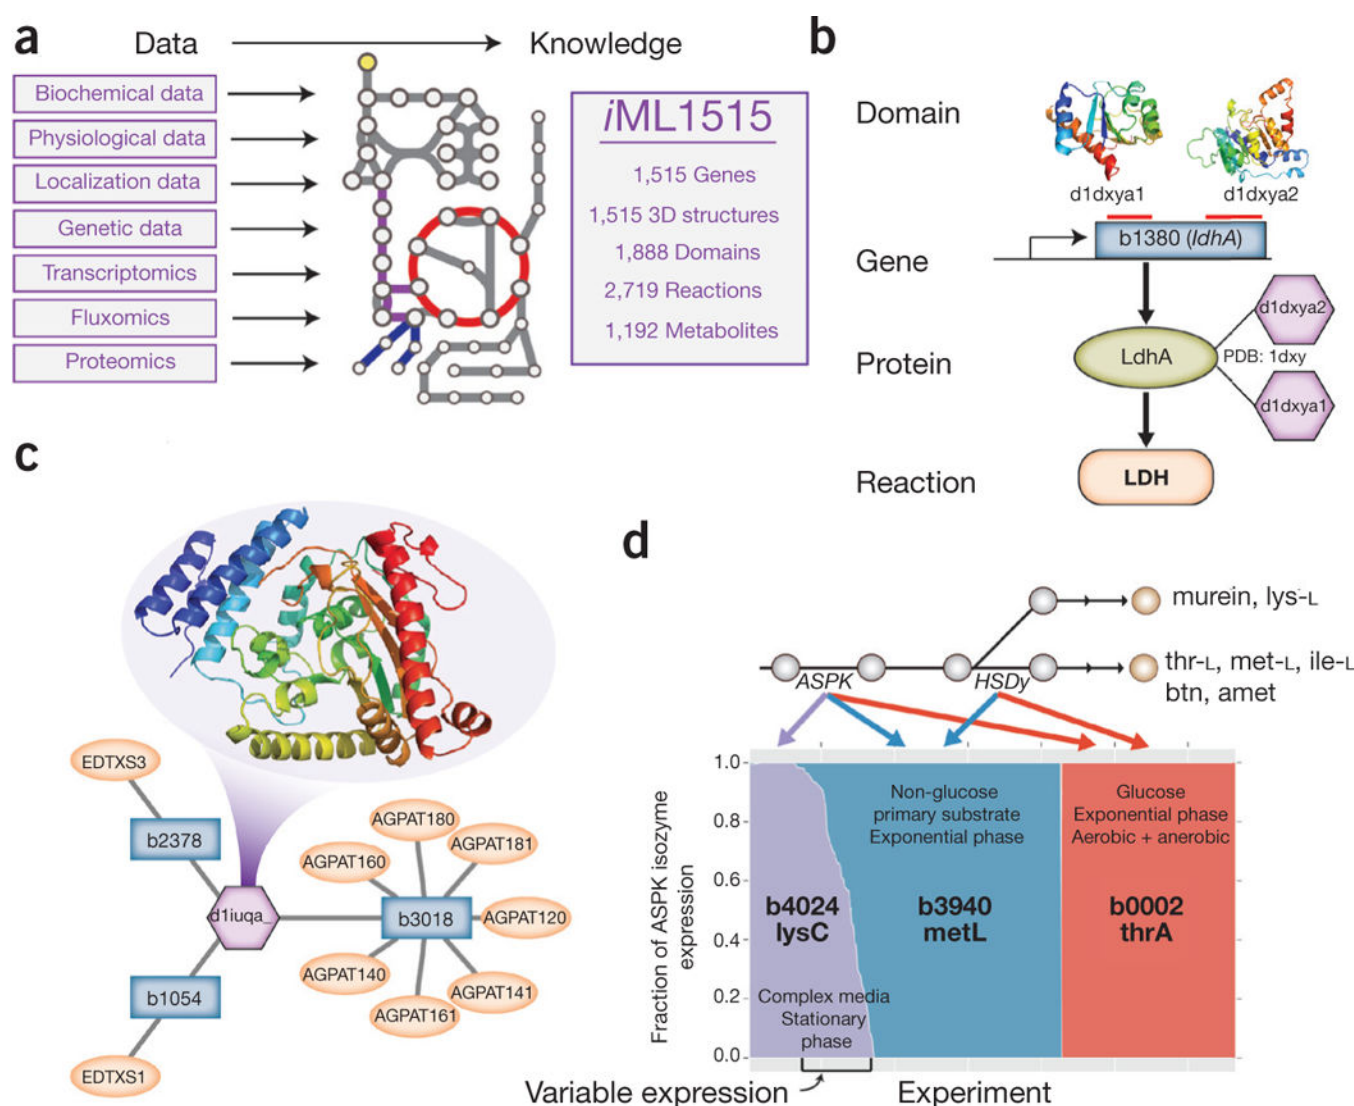 a
Data
Knowledge
Biochemical data
Physiological data
Localization data
Genetic data
Transcriptomics
Fluxomics
Proteomics
iML1515
1,515 Genes
1,515 3D structures
1,888 Domains
2,719 Reactions
1,192 Metabolites
b
Domain
d1dxya1
d1dxya2
Gene
b1380 (ldhA)
Protein
LdhA
d1dxya2
PDB: 1dxy
d1dxya1
Reaction
LDH
c
EDTXS3
b2378
d1iuqa_
b1054
EDTXS1
AGPAT180
AGPAT181
AGPAT160
b3018
AGPAT120
AGPAT140
AGPAT141
AGPAT161
d
murein, lys-L
thr-L, met-L, ile-L
btn, amet
ASPK
HSDy
Fraction of ASPK isozyme
expression
1.0
0.8
0.6
0.4
0.2
0.0
b4024
lysC
Complex media
Stationary
phase
Non-glucose
primary substrate
Exponential phase
b3940
metL
Glucose
Exponential phase
Aerobic + anerobic
b0002
thrA
Variable expression
Experiment